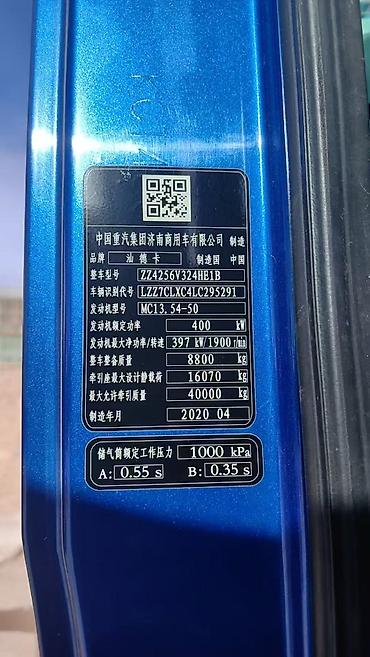 中国重汽集团济南商用车有限公司 制造
品牌 汕德卡 制造国 中国
整车型号 ZZ4256V324HE1B
车辆识别代号 LZZ7CLXC4LC295291
发动机型号 MC13.54-50
发动机额定功率 400 kW
发动机最大净功率/转速 397 kW/1900 r/min
整车整备质量 8800 kg
牵引座最大设计静载荷 16070 kg
最大允许牵引质量 40000 kg
制造年月 2020 04
储气筒额定工作压力 1000 kPa
A: 0.55 s B: 0.35 s